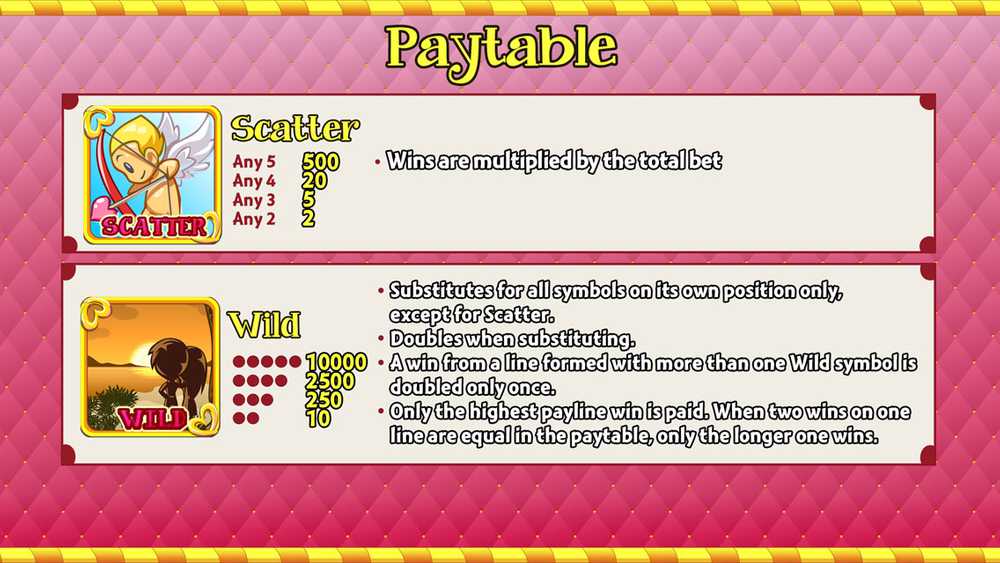 Paytable
SCATTER
Scatter
Any 5 500
Any 4 20
Any 3 5
Any 2 2
• Wins are multiplied by the total bet
WILD
Wild
10000
2500
250
10
• Substitutes for all symbols on its own position only,
except for Scatter.
• Doubles when substituting.
• A win from a line formed with more than one Wild symbol is
doubled only once.
• Only the highest payline win is paid. When two wins on one
line are equal in the paytable, only the longer one wins.